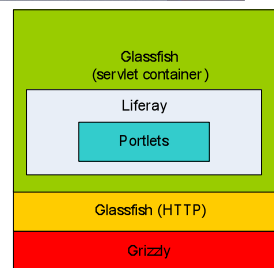 Glassfish
(servlet container)
Liferay
Portlets
Glassfish (HTTP)
Grizzly